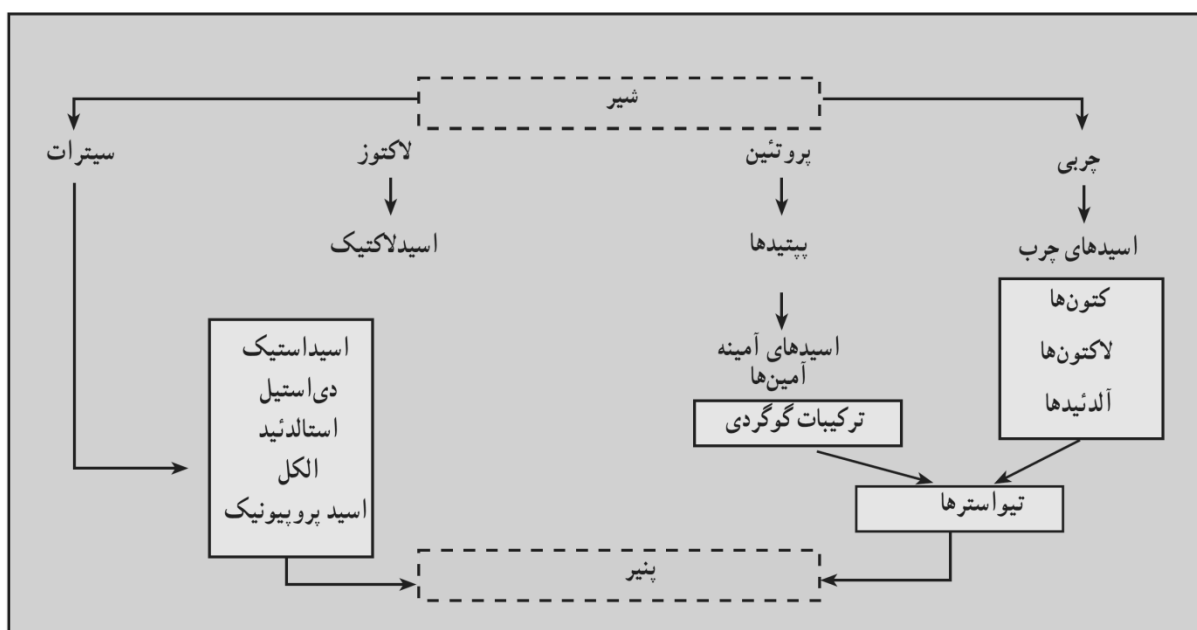 شیر
چربی
پروتئین
لاکتوز
سیترات
اسیدهای چرب
پپتیدها
اسیدلاکتیک
کتون‌ها
لاکتون‌ها
آلدئیدها
اسیدهای آمینه
آمین‌ها
ترکیبات گوگردی
اسیداستیک
دی‌استیل
استالدئید
الکل
اسید پروپیونیک
تیواسترها
پنیر